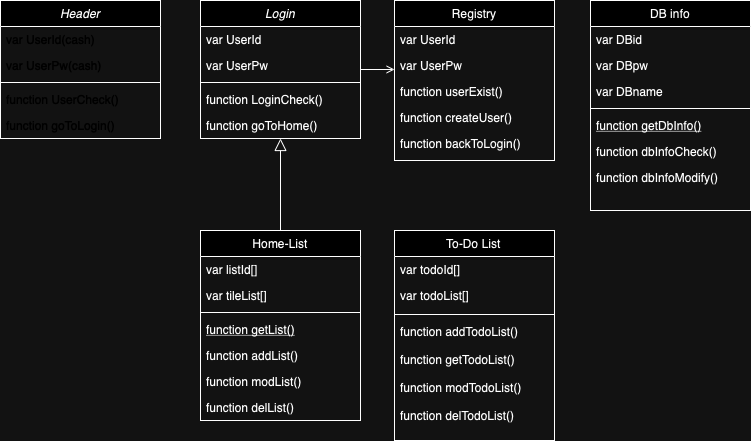 Header
var UserId(cash)
var UserPw(cash)
function UserCheck()
function goToLogin()
Login
var UserId
var UserPw
function LoginCheck()
function goToHome()
Registry
var UserId
var UserPw
function userExist()
function createUser()
function backToLogin()
DB info
var DBid
var DBpw
var DBname
function getDbInfo()
function dbInfoCheck()
function dbInfoModify()
Home-List
var listId[]
var tileList[]
function getList()
function addList()
function modList()
function delList()
To-Do List
var todoId[]
var todoList[]
function addTodoList()
function getTodoList()
function modTodoList()
function delTodoList()